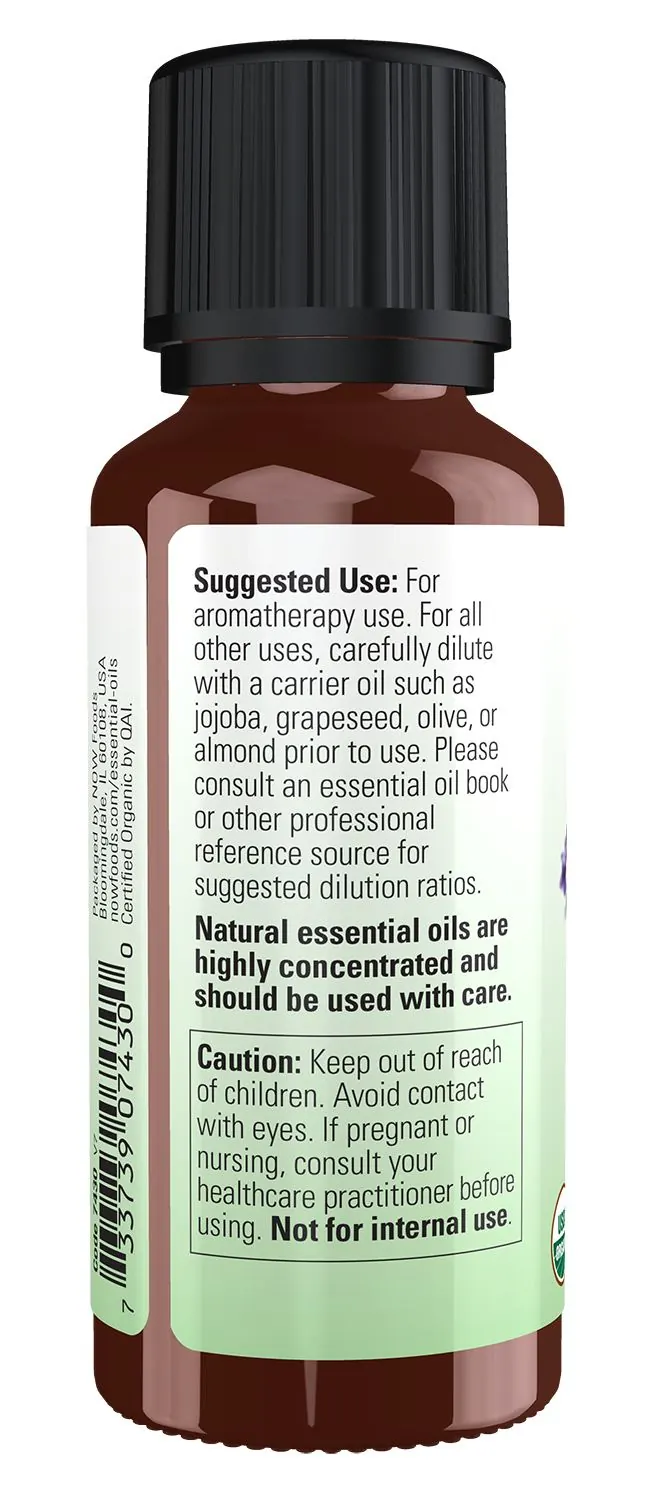 Suggested Use: For
aromatherapy use. For all
other uses, carefully dilute
with a carrier oil such as
jojoba, grapeseed, olive, or
almond prior to use. Please
consult an essential oil book
or other professional
reference source for
suggested dilution ratios.
Natural essential oils are
highly concentrated and
should be used with care.
Caution: Keep out of reach
of children. Avoid contact
with eyes. If pregnant or
nursing, consult your
healthcare practitioner before
using. Not for internal use.
Packaged by NOW Foods
Bloomingdale, IL 60108, USA
nowfoods.com/essential-oils
Certified Organic by QAI.
Code 7430 V7
7 33739 07430 0